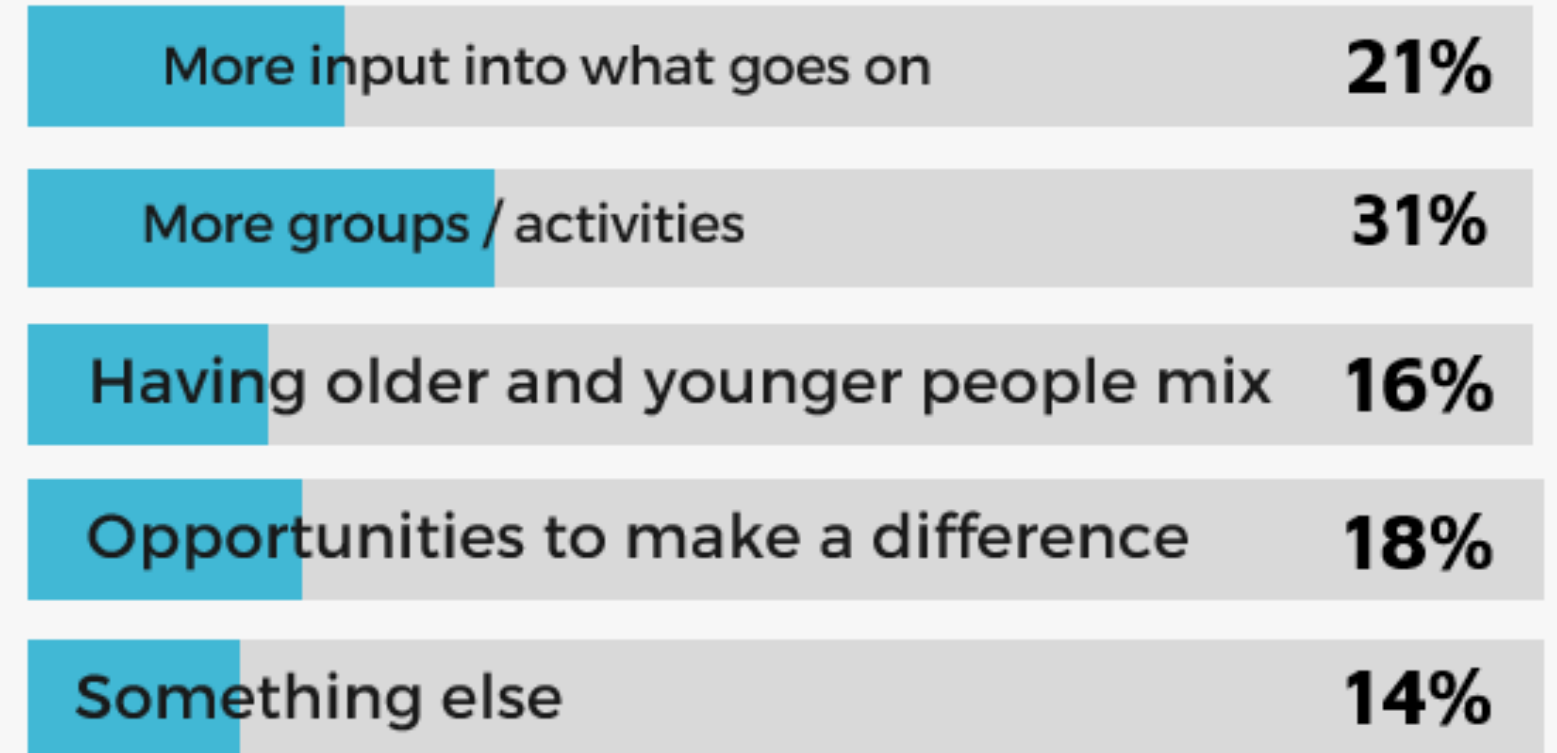 More input into what goes on 21%
More groups / activities 31%
Having older and younger people mix 16%
Opportunities to make a difference 18%
Something else 14%